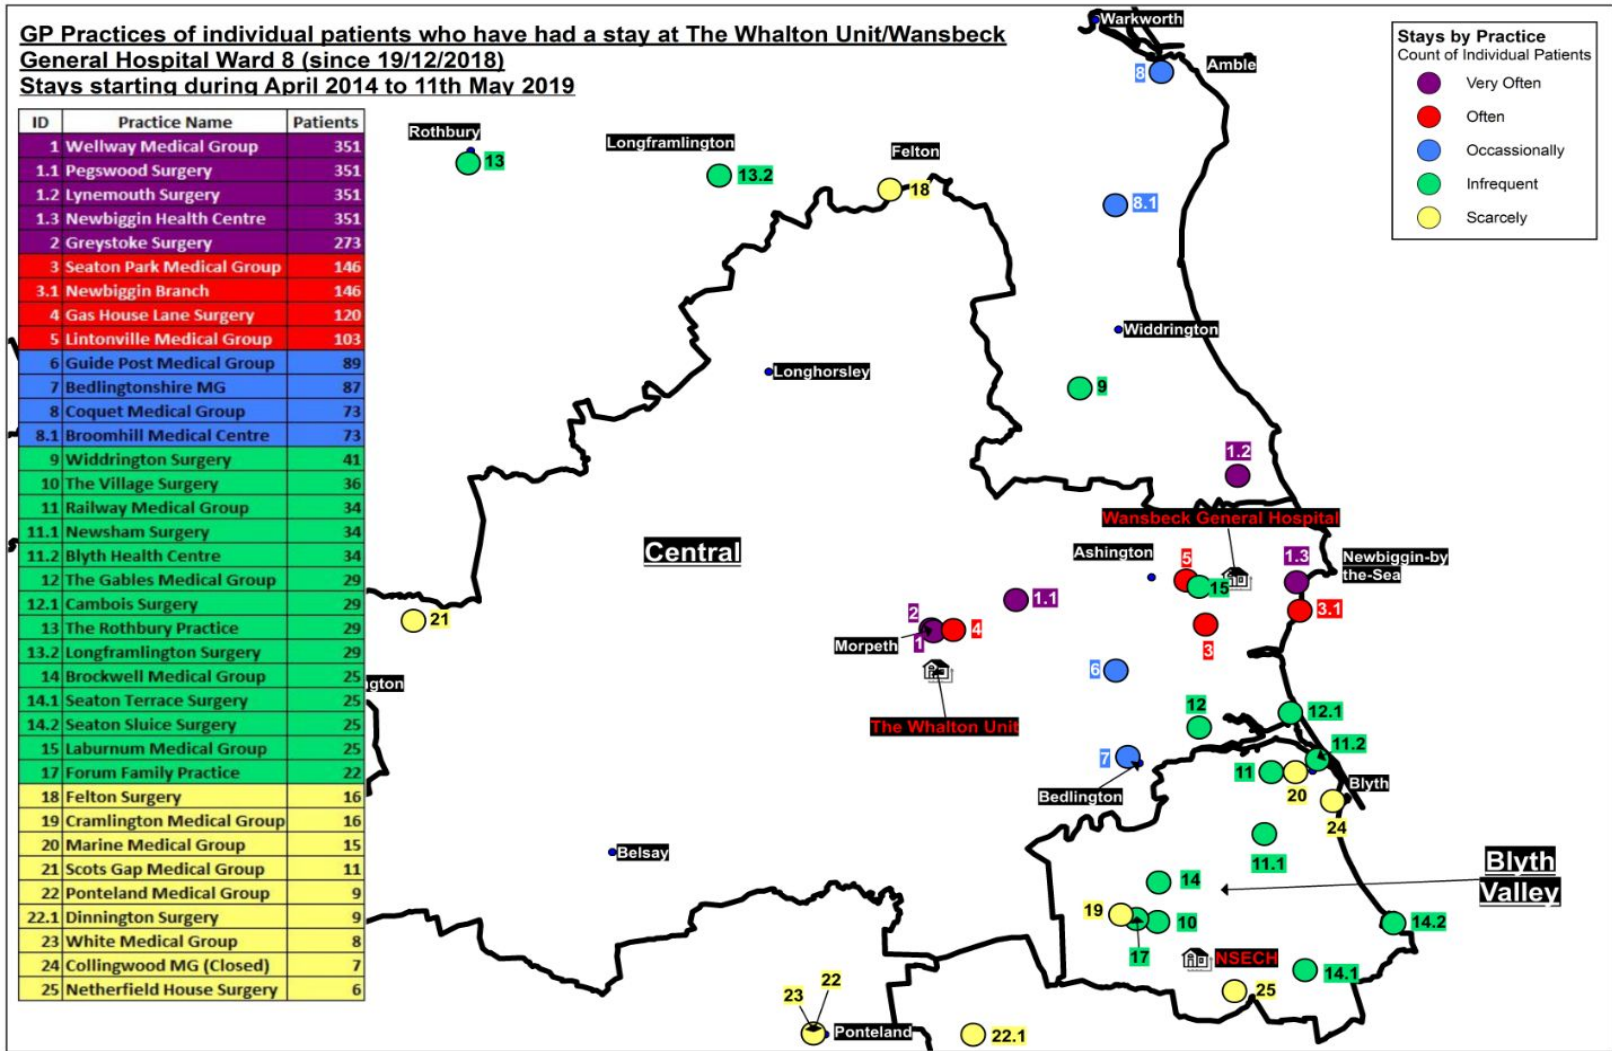 GP Practices of individual patients who have had a stay at The Whalton Unit/Wansbeck
General Hospital Ward 8 (since 19/12/2018)
Stays starting during April 2014 to 11th May 2019
ID Practice Name Patients
1 Wellway Medical Group 351
1.1 Pegswood Surgery 351
1.2 Lynemouth Surgery 351
1.3 Newbiggin Health Centre 351
2 Greystoke Surgery 273
3 Seaton Park Medical Group 146
3.1 Newbiggin Branch 146
4 Gas House Lane Surgery 120
5 Lintonville Medical Group 103
6 Guide Post Medical Group 89
7 Bedlingtonshire MG 87
8 Coquet Medical Group 73
8.1 Broomhill Medical Centre 73
9 Widdrington Surgery 41
10 The Village Surgery 36
11 Railway Medical Group 34
11.1 Newsham Surgery 34
11.2 Blyth Health Centre 34
12 The Gables Medical Group 29
12.1 Cambois Surgery 29
13 The Rothbury Practice 29
13.2 Longframlington Surgery 29
14 Brockwell Medical Group 25
14.1 Seaton Terrace Surgery 25
14.2 Seaton Sluice Surgery 25
15 Laburnum Medical Group 25
17 Forum Family Practice 22
18 Felton Surgery 16
19 Cramlington Medical Group 16
20 Marine Medical Group 15
21 Scots Gap Medical Group 11
22 Ponteland Medical Group 9
22.1 Dinnington Surgery 9
23 White Medical Group 8
24 Collingwood MG (Closed) 7
25 Netherfield House Surgery 6
Stays by Practice
Count of Individual Patients
Very Often
Often
Occassionally
Infrequent
Scarcely
Warkworth
8
Amble
Rothbury
13
Longframlington
13.2
Felton
18
8.1
Widdrington
Longhorsley
9
1.2
Wansbeck General Hospital
Central
Ashington
5
15
1.3
Newbiggin-by
the-Sea
1.1
3.1
21
2
1
4
Morpeth
3
6
ngton
The Whalton Unit
12
12.1
11.2
7
11
20
Blyth
Bedlington
24
11.1
Belsay
Blyth
Valley
14
19
10
17
14.2
NSECH
14.1
25
22
23
Ponteland
22.1